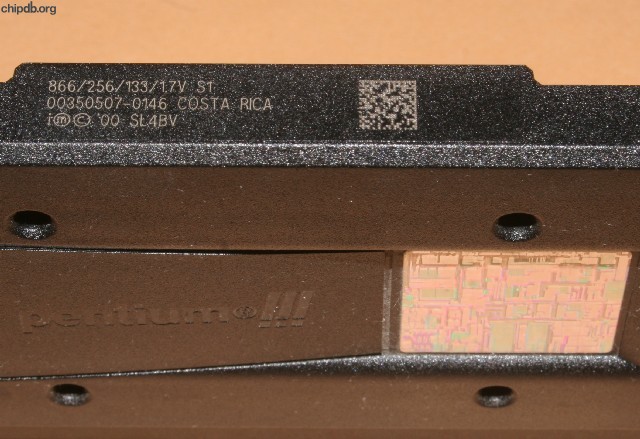 chipdb.org
866/256/133/1.7V S1
00350507-0146 COSTA RICA
i Ⓜ © '00 SL4BV
pentium® !!!